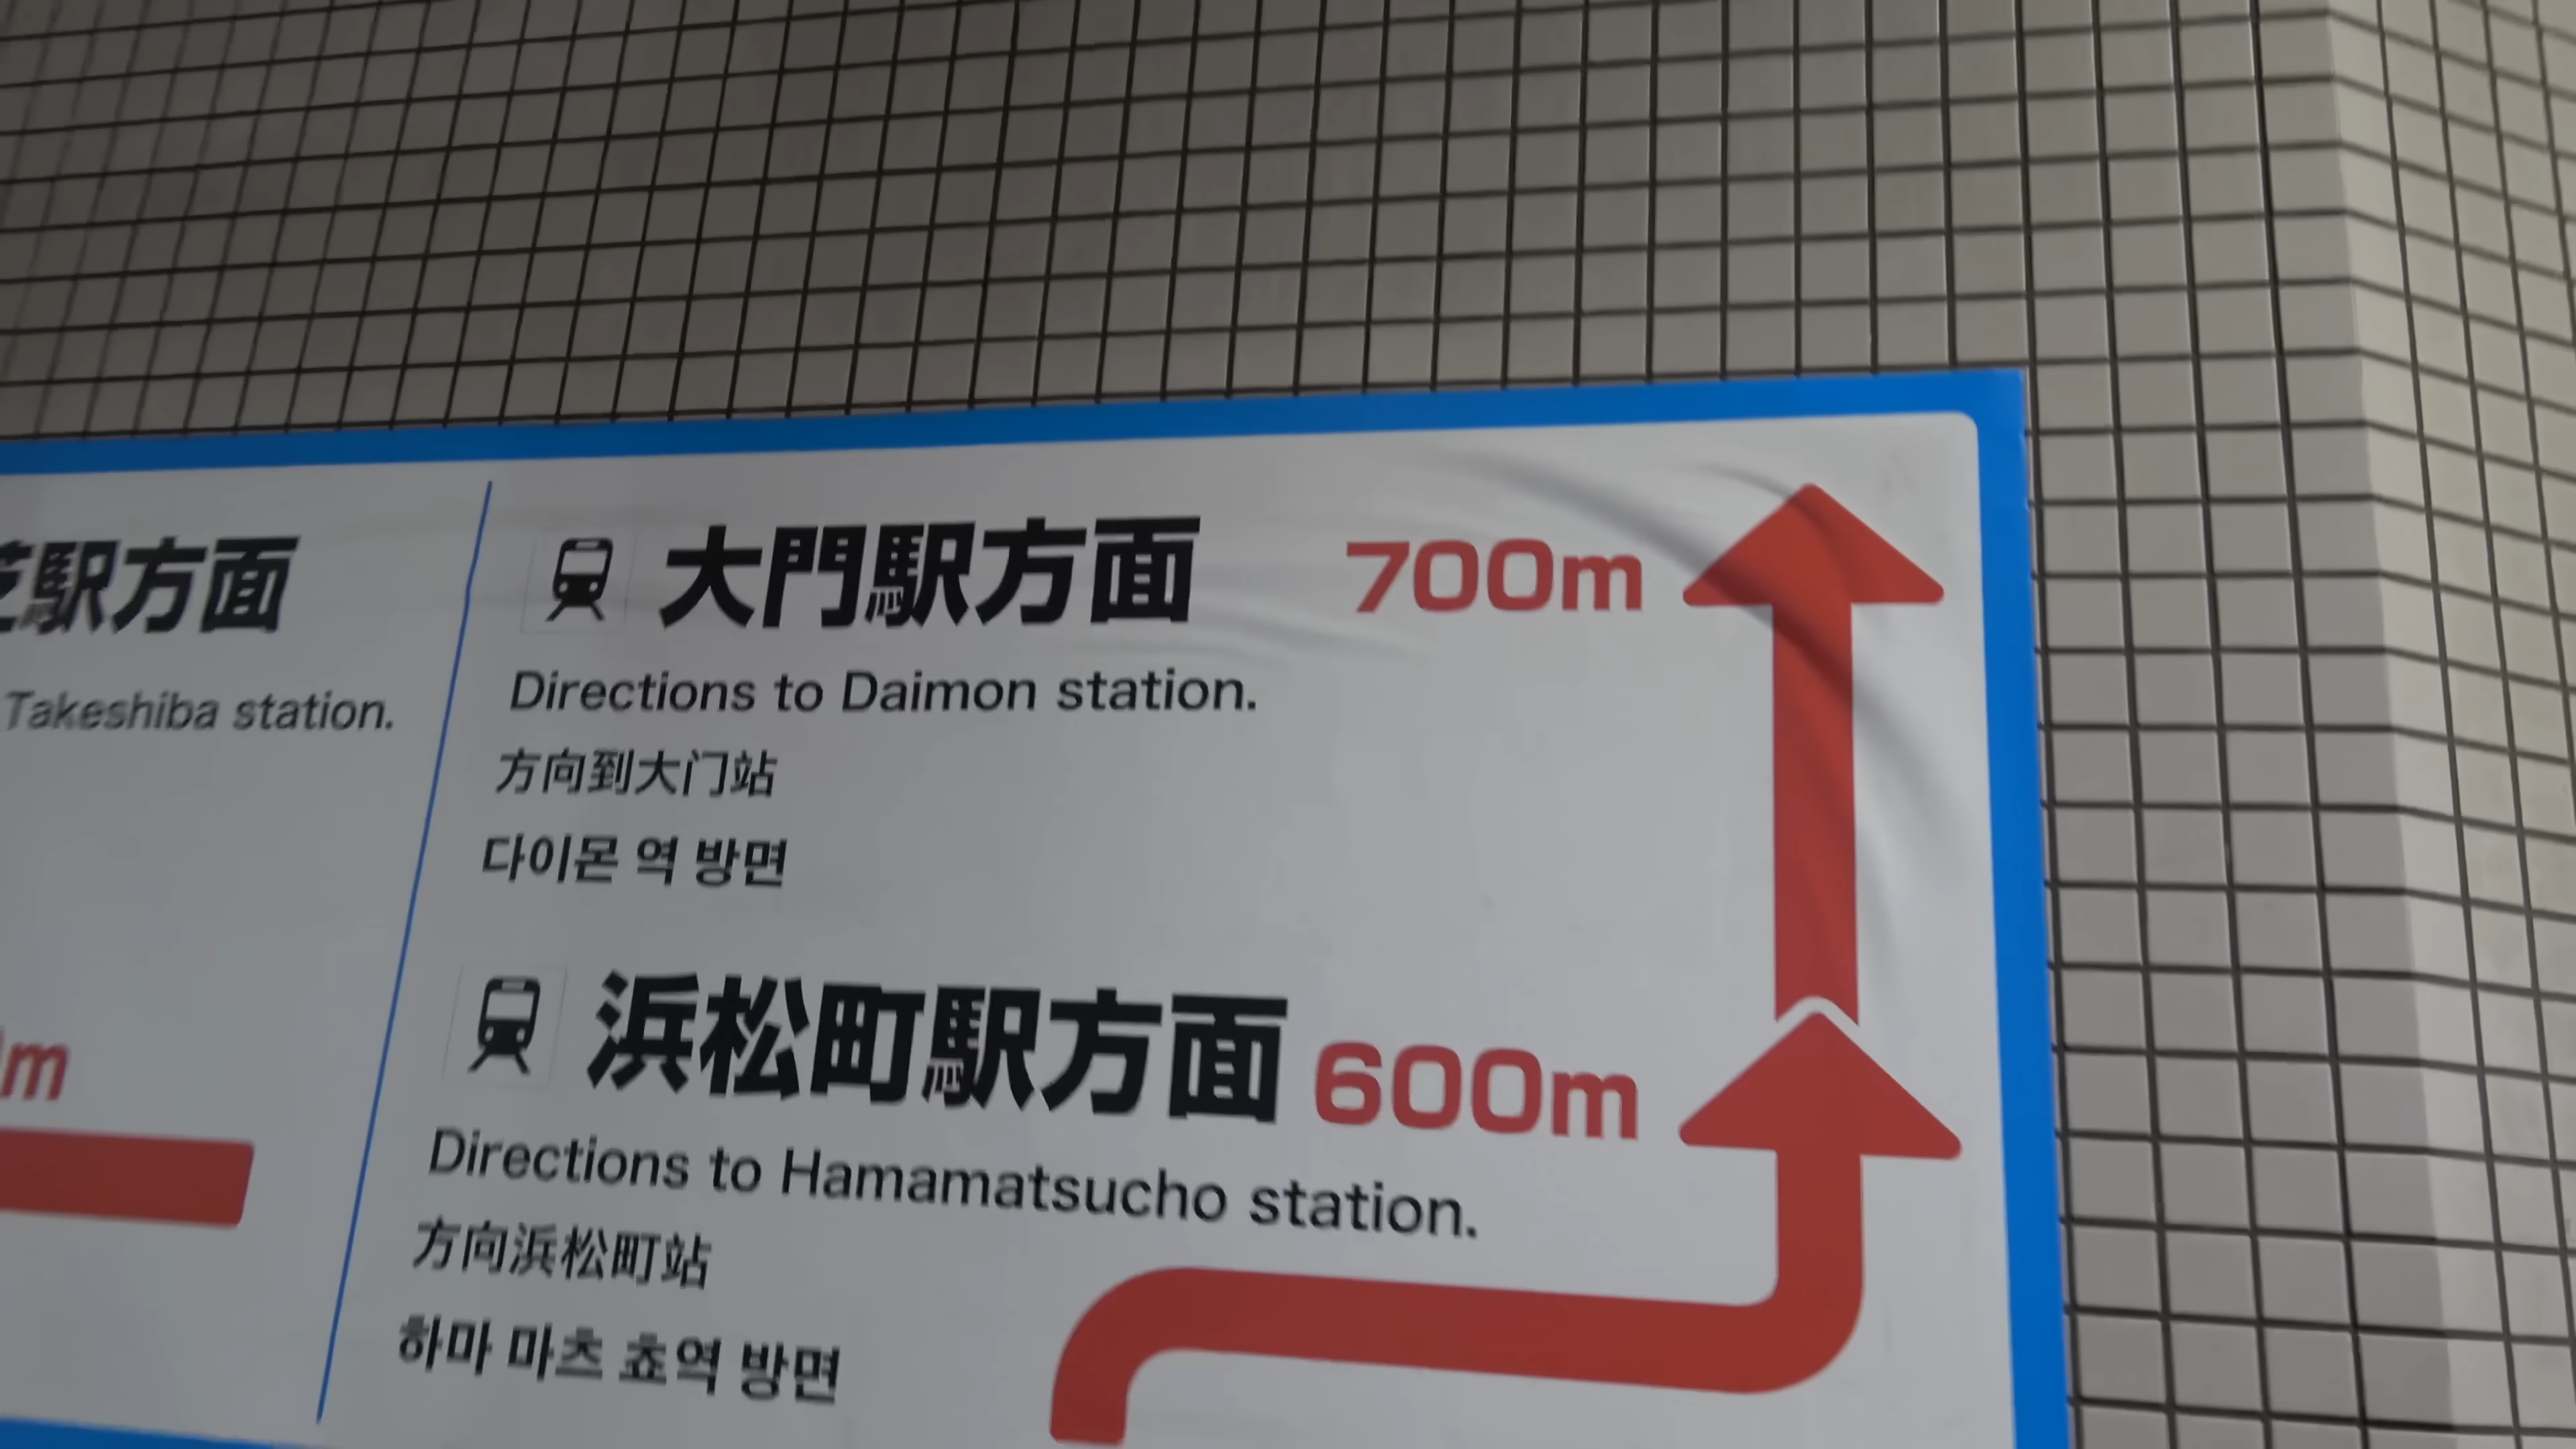 駅方面
Takeshiba station.
m
大門駅方面 700m
Directions to Daimon station.
方向到大门站
다이몬 역 방면
浜松町駅方面 600m
Directions to Hamamatsucho station.
方向浜松町站
하마 마츠 쵸역 방면